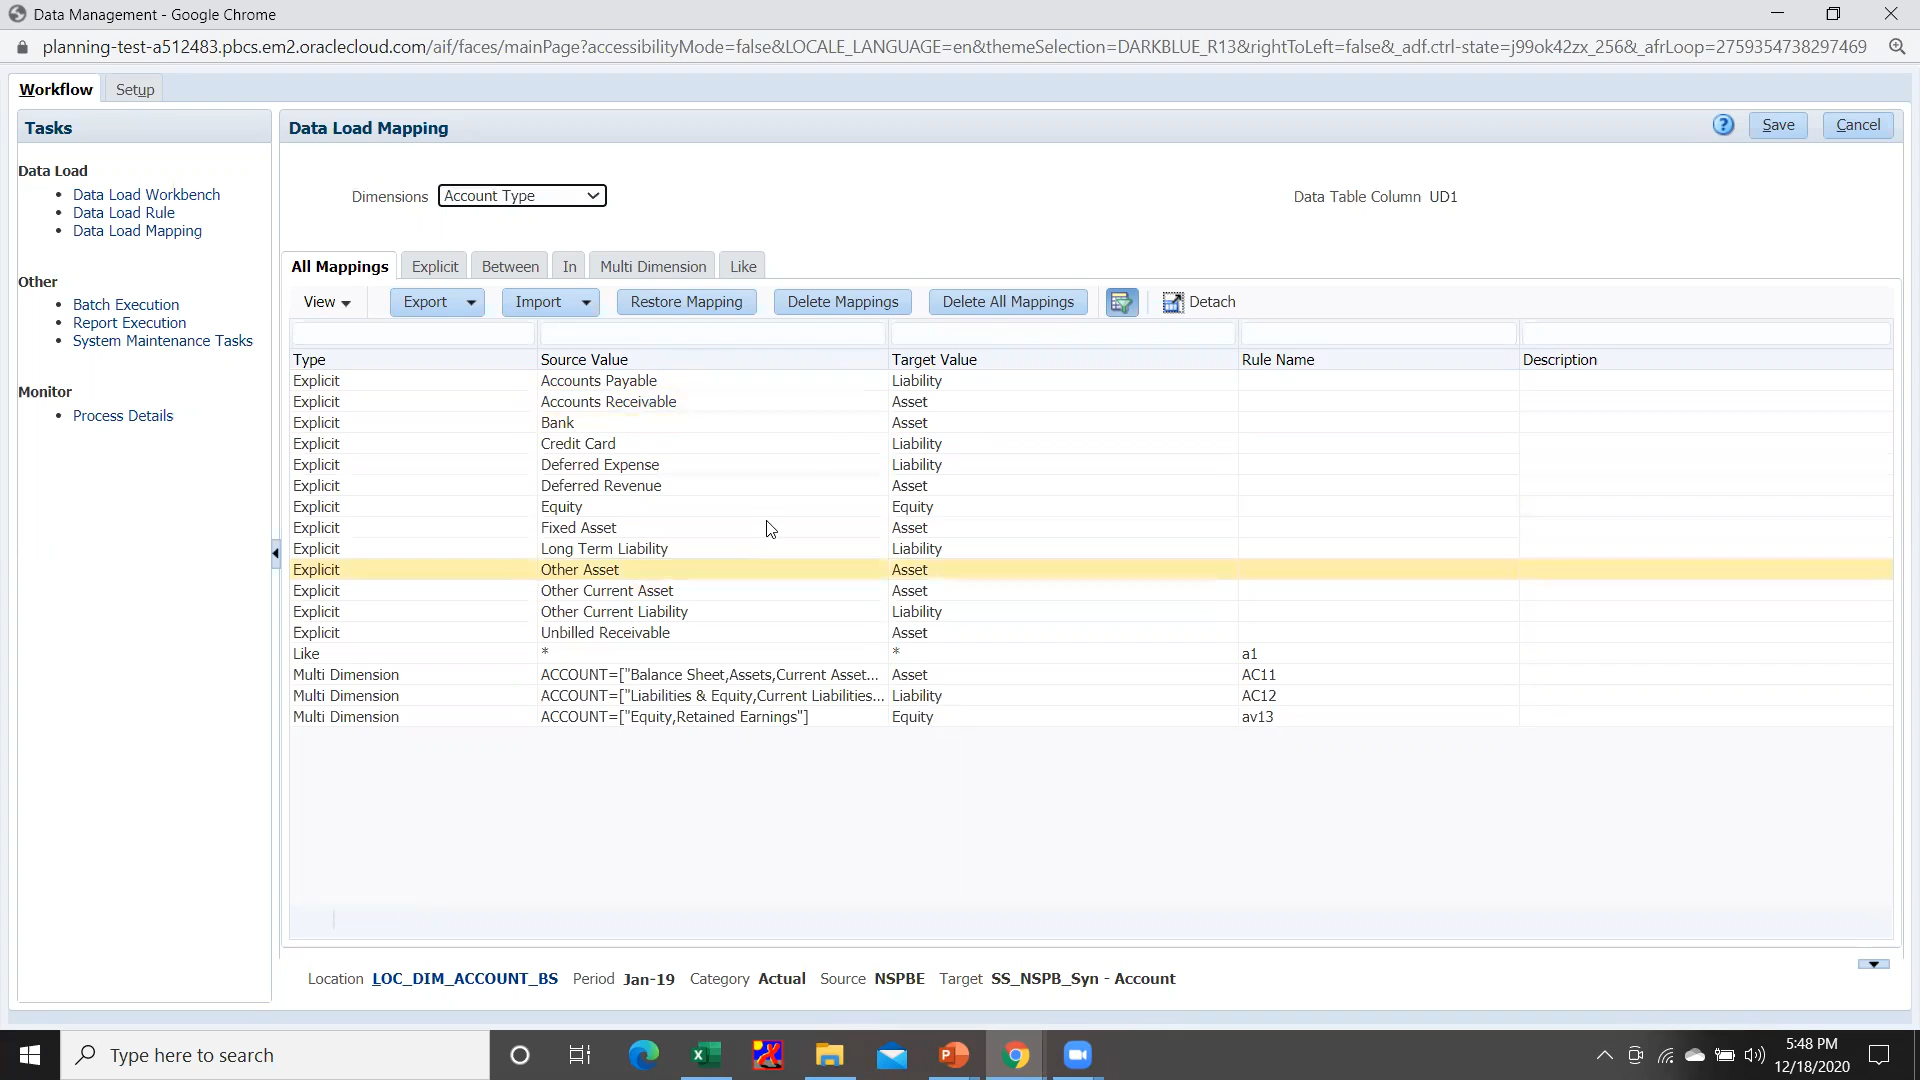 Data Management - Google Chrome
planning-test-a512483.pbcs.em2.oraclecloud.com/aif/faces/mainPage?accessibilityMode=false&LOCALE_LANGUAGE=en&themeSelection=DARKBLUE_R13&rightToLeft=false&_adf.ctrl-state=j99ok42zx_256&_afrLoop=2759354738297469
Workflow Setup
Tasks
Data Load
• Data Load Workbench
• Data Load Rule
• Data Load Mapping
Other
• Batch Execution
• Report Execution
• System Maintenance Tasks
Monitor
• Process Details
Data Load Mapping ? Save Cancel
Dimensions Account Type Data Table Column UD1
All Mappings Explicit Between In Multi Dimension Like
View Export Import Restore Mapping Delete Mappings Delete All Mappings Detach
Type Source Value Target Value Rule Name Description
Explicit Accounts Payable Liability
Explicit Accounts Receivable Asset
Explicit Bank Asset
Explicit Credit Card Liability
Explicit Deferred Expense Liability
Explicit Deferred Revenue Asset
Explicit Equity Equity
Explicit Fixed Asset Asset
Explicit Long Term Liability Liability
Explicit Other Asset Asset
Explicit Other Current Asset Asset
Explicit Other Current Liability Liability
Explicit Unbilled Receivable Asset
Like * * a1
Multi Dimension ACCOUNT=["Balance Sheet,Assets,Current Asset... Asset AC11
Multi Dimension ACCOUNT=["Liabilities & Equity,Current Liabilities... Liability AC12
Multi Dimension ACCOUNT=["Equity,Retained Earnings"] Equity av13
Location LOC_DIM_ACCOUNT_BS Period Jan-19 Category Actual Source NSPBE Target SS_NSPB_Syn - Account
Type here to search
5:48 PM
12/18/2020